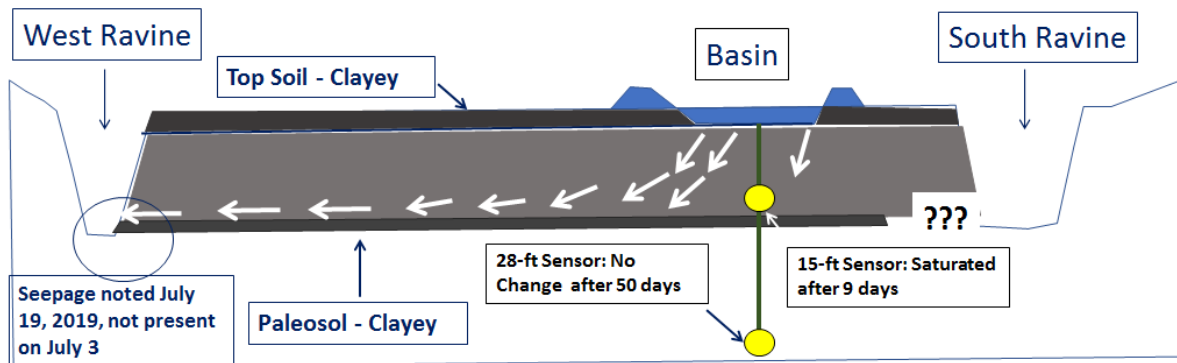 West Ravine
Top Soil - Clayey
Basin
South Ravine
???
28-ft Sensor: No
Change after 50 days
15-ft Sensor: Saturated
after 9 days
Seepage noted July
19, 2019, not present
on July 3
Paleosol - Clayey